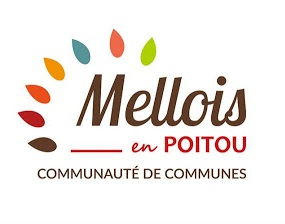 Mellois
en POITOU
COMMUNAUTÉ DE COMMUNES